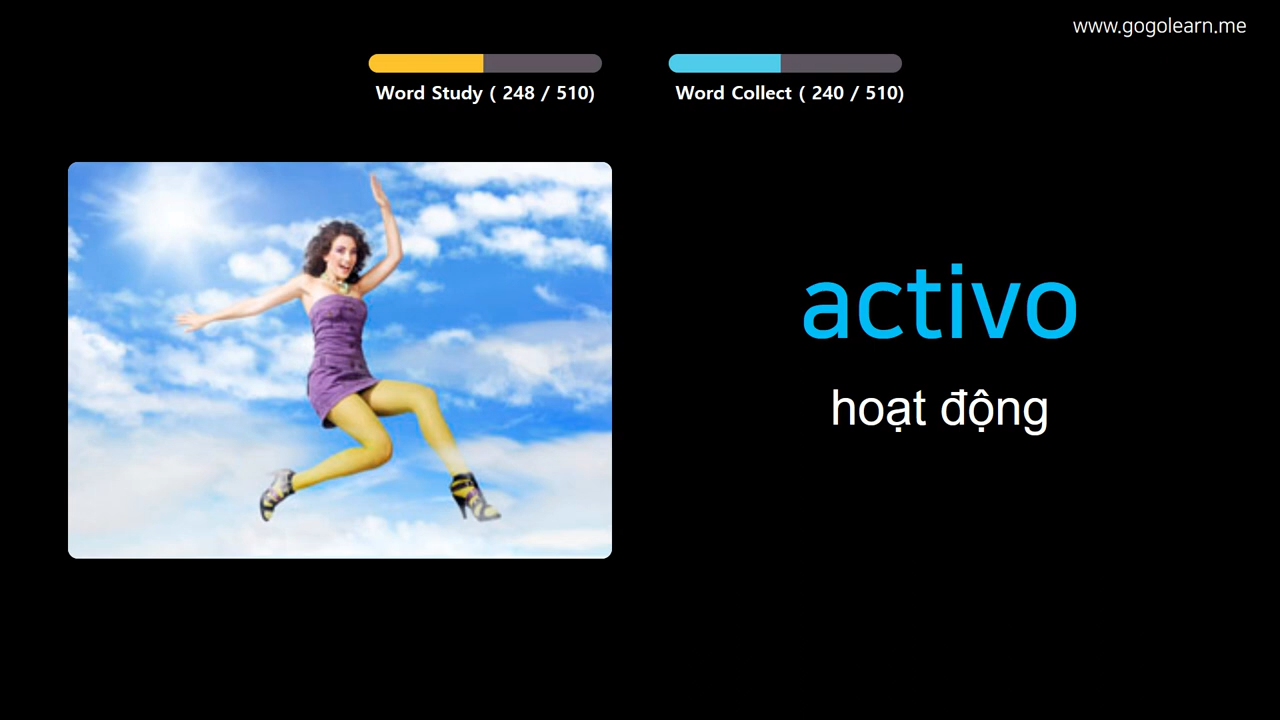 www.gogolearn.me
Word Study ( 248 / 510)
Word Collect ( 240 / 510)
activo
hoạt động